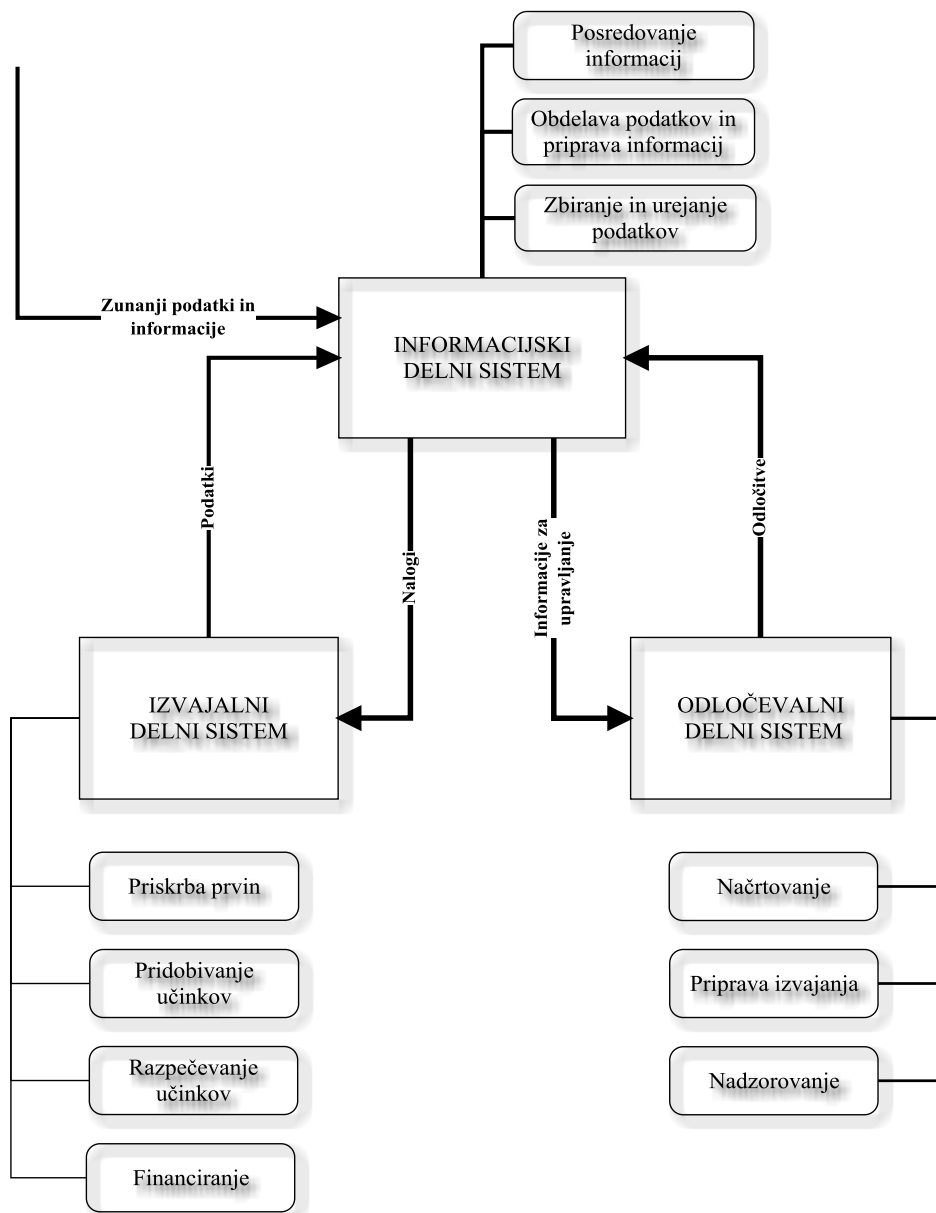 Posredovanje
informacij
Obdelava podatkov in
priprava informacij
Zbiranje in urejanje
podatkov
Zunanji podatki in
informacije
INFORMACIJSKI
DELNI SISTEM
Podatki
Nalogi
Informacije za
upravljanje
Odločitve
IZVAJALNI
DELNI SISTEM
ODLOČEVALNI
DELNI SISTEM
Priskrba prvin
Pridobivanje
učinkov
Razpečevanje
učinkov
Financiranje
Načrtovanje
Priprava izvajanja
Nadzorovanje